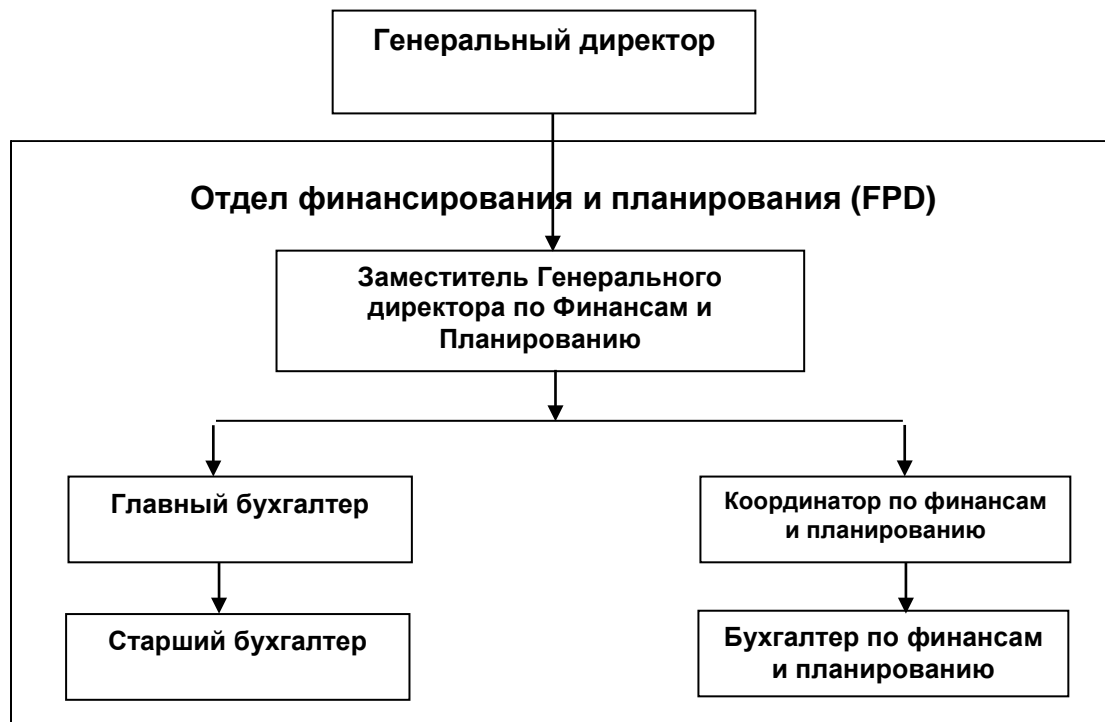 Генеральный директор
Отдел финансирования и планирования (FPD)
Заместитель Генерального
директора по Финансам и
Планированию
Главный бухгалтер
Координатор по финансам
и планированию
Старший бухгалтер
Бухгалтер по финансам
и планированию